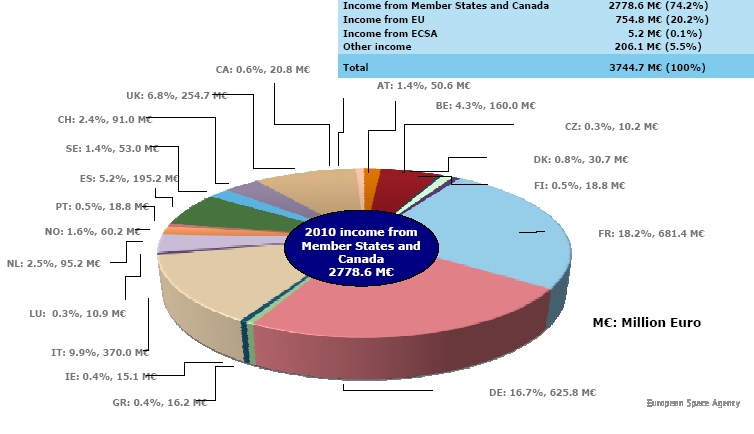 Income from Member States and Canada 2778.6 M€ (74.2%)
Income from EU 754.8 M€ (20.2%)
Income from ECSA 5.2 M€ (0.1%)
Other income 206.1 M€ (5.5%)
Total 3744.7 M€ (100%)
CA: 0.6%, 20.8 M€
AT: 1.4%, 50.6 M€
UK: 6.8%, 254.7 M€
BE: 4.3%, 160.0 M€
CH: 2.4%, 91.0 M€
CZ: 0.3%, 10.2 M€
SE: 1.4%, 53.0 M€
DK: 0.8%, 30.7 M€
ES: 5.2%, 195.2 M€
FI: 0.5%, 18.8 M€
PT: 0.5%, 18.8 M€
NO: 1.6%, 60.2 M€
FR: 18.2%, 681.4 M€
2010 income from
Member States and
Canada
2778.6 M€
NL: 2.5%, 95.2 M€
LU: 0.3%, 10.9 M€
M€: Million Euro
IT: 9.9%, 370.0 M€
IE: 0.4%, 15.1 M€
DE: 16.7%, 625.8 M€
GR: 0.4%, 16.2 M€
European Space Agency